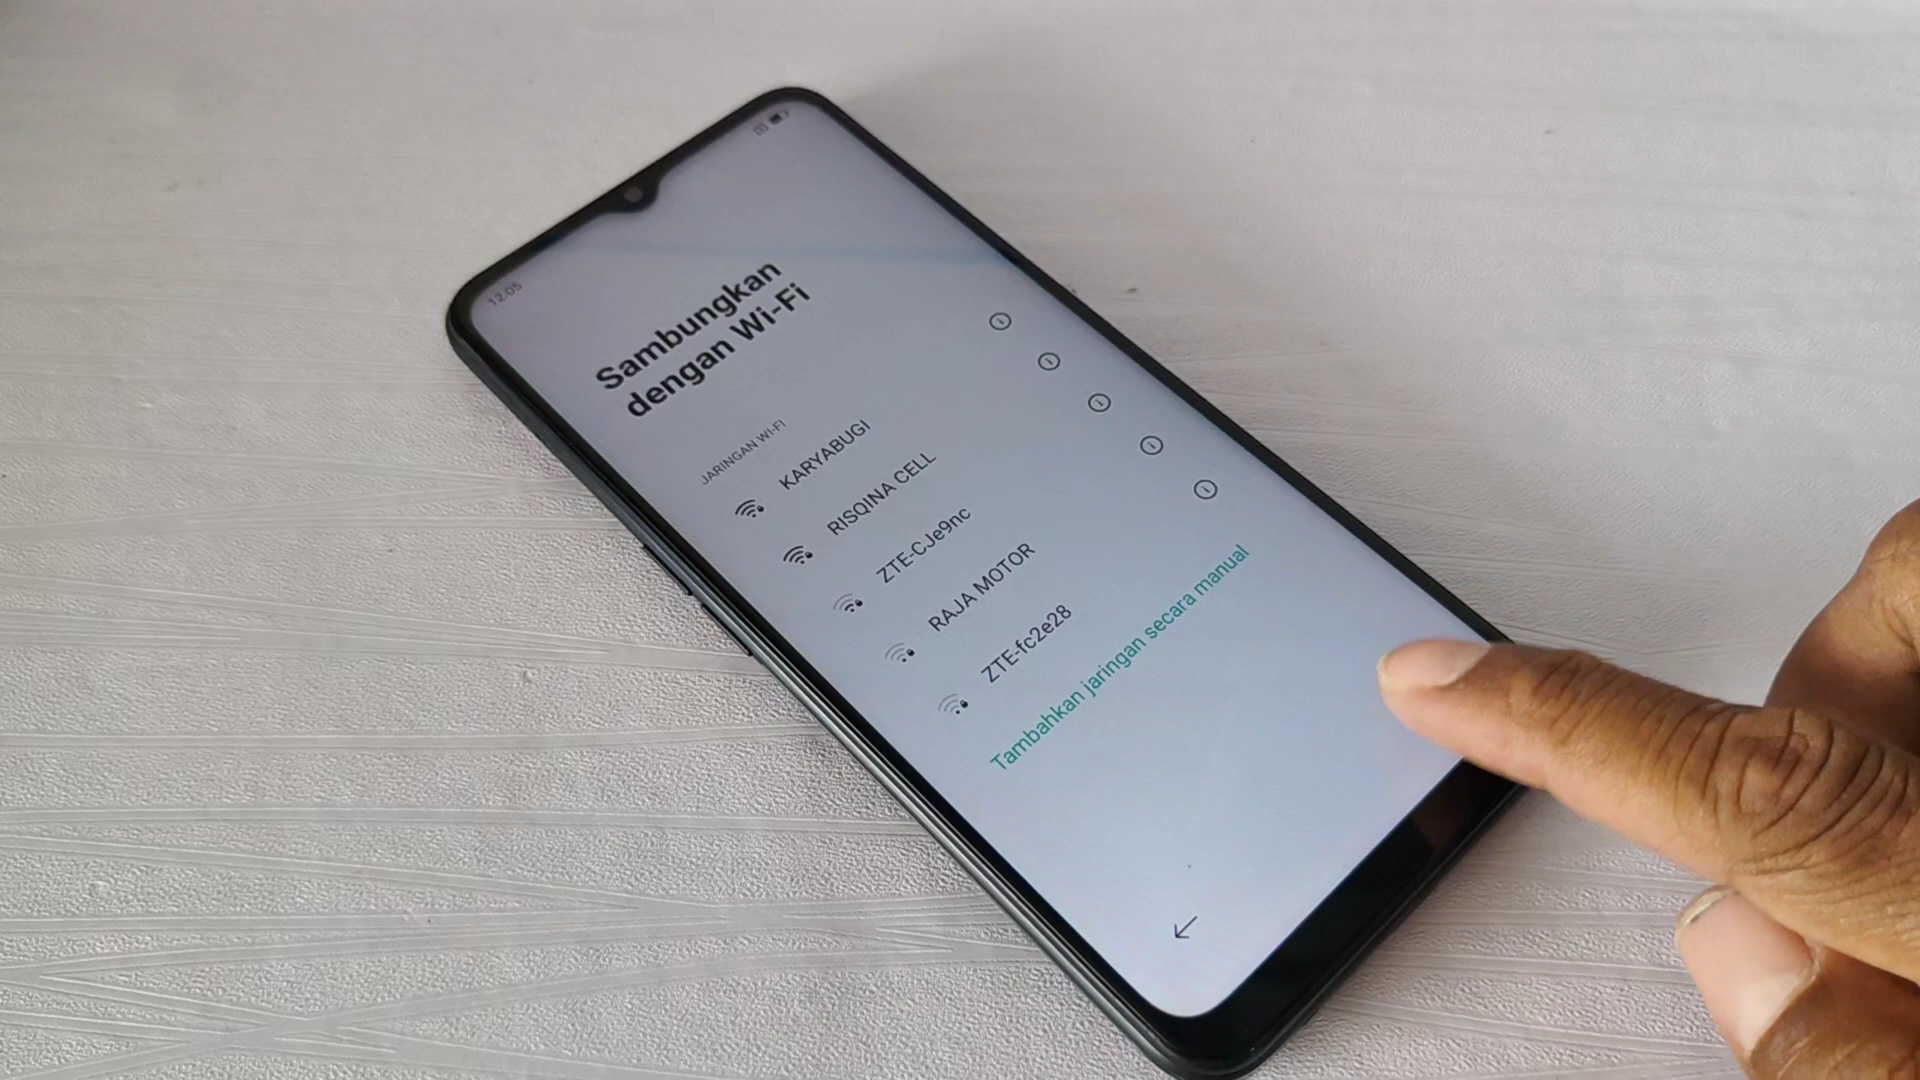 12.05
Sambungkan
dengan Wi-Fi
JARINGAN WI-FI
KARYABUGI
RISQINA CELL
ZTE-CJe9nc
RAJA MOTOR
ZTE-fc2e28
Tambahkan jaringan secara manual